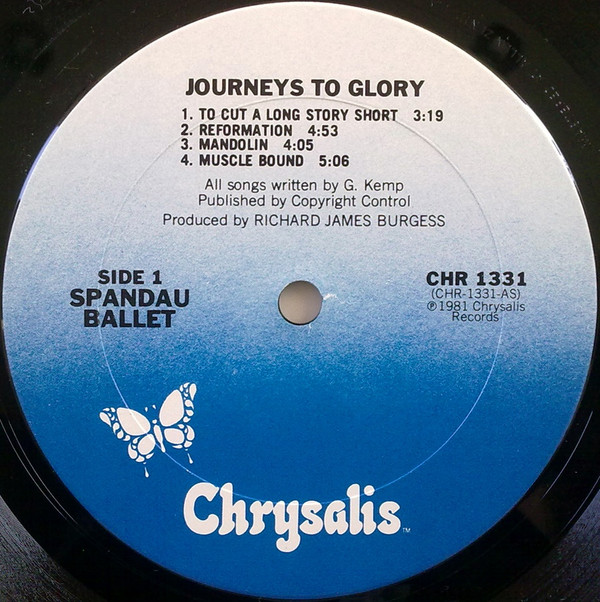 JOURNEYS TO GLORY
1. TO CUT A LONG STORY SHORT 3:19
2. REFORMATION 4:53
3. MANDOLIN 4:05
4. MUSCLE BOUND 5:06
All songs written by G. Kemp
Published by Copyright Control
Produced by RICHARD JAMES BURGESS
SIDE 1
SPANDAU
BALLET
CHR 1331
(CHR-1331-AS)
℗1981 Chrysalis
Records
Chrysalis™